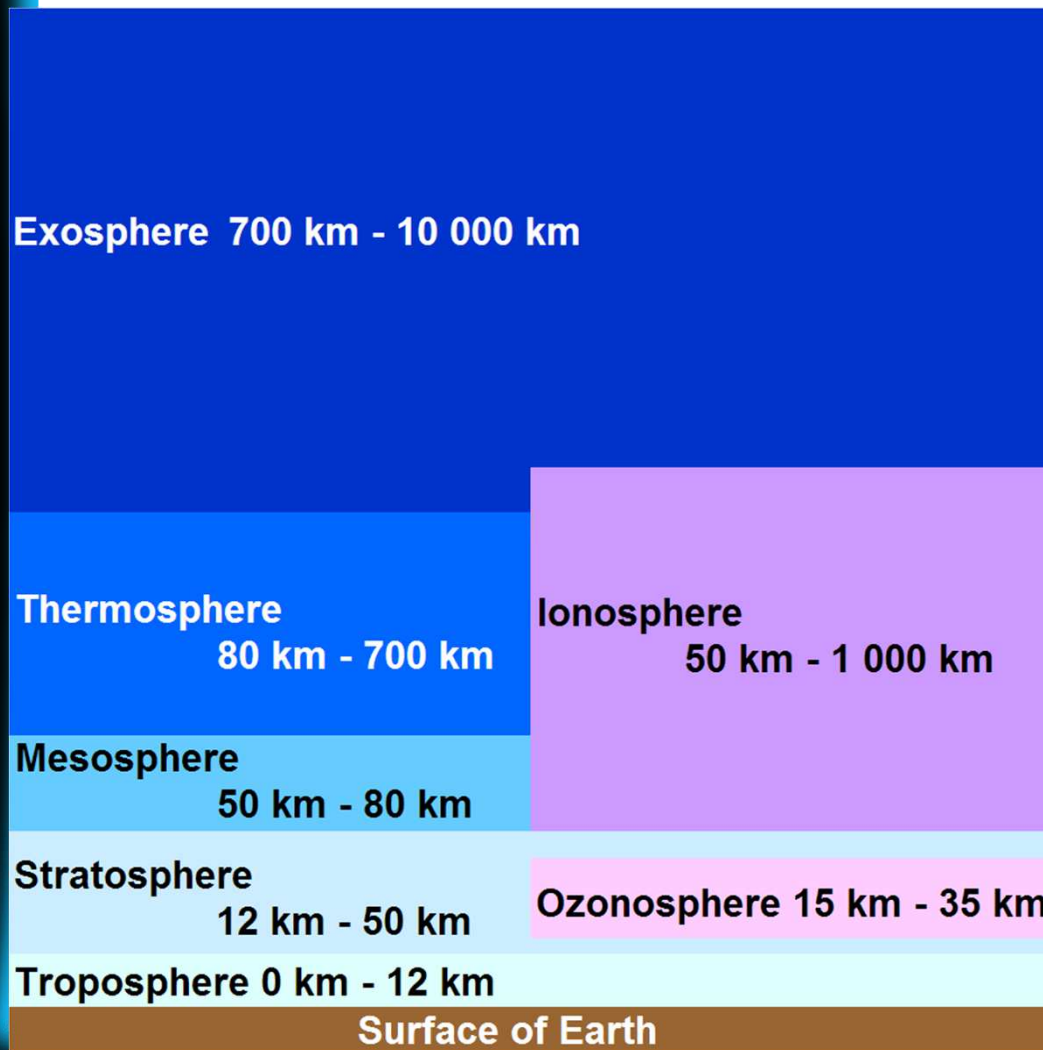 Exosphere 700 km - 10 000 km
Thermosphere
80 km - 700 km
Ionosphere
50 km - 1 000 km
Mesosphere
50 km - 80 km
Stratosphere
12 km - 50 km
Ozonosphere 15 km - 35 km
Troposphere 0 km - 12 km
Surface of Earth